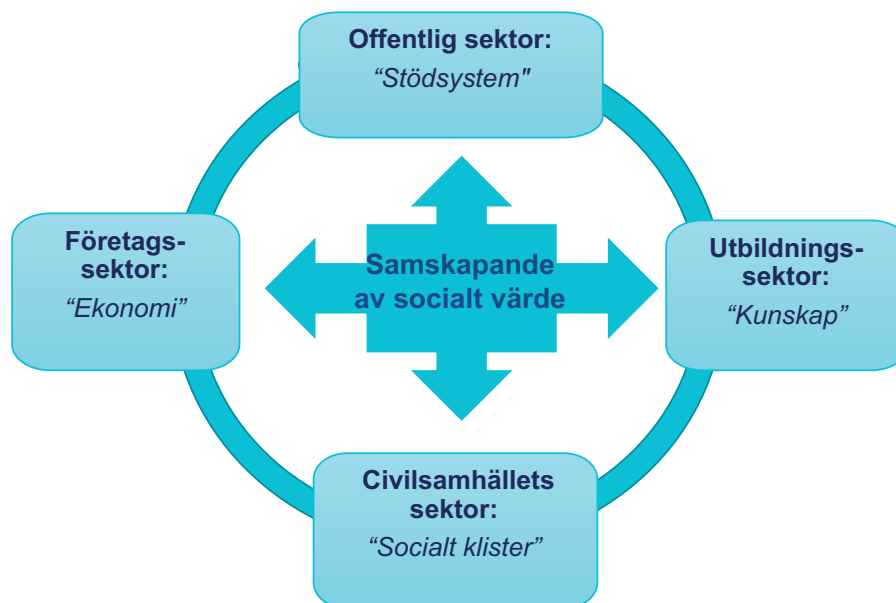 Offentlig sektor:
“Stödsystem"
Företags-
sektor:
“Ekonomi”
Samskapande
av socialt värde
Utbildnings-
sektor:
“Kunskap”
Civilsamhällets
sektor:
“Socialt klister”